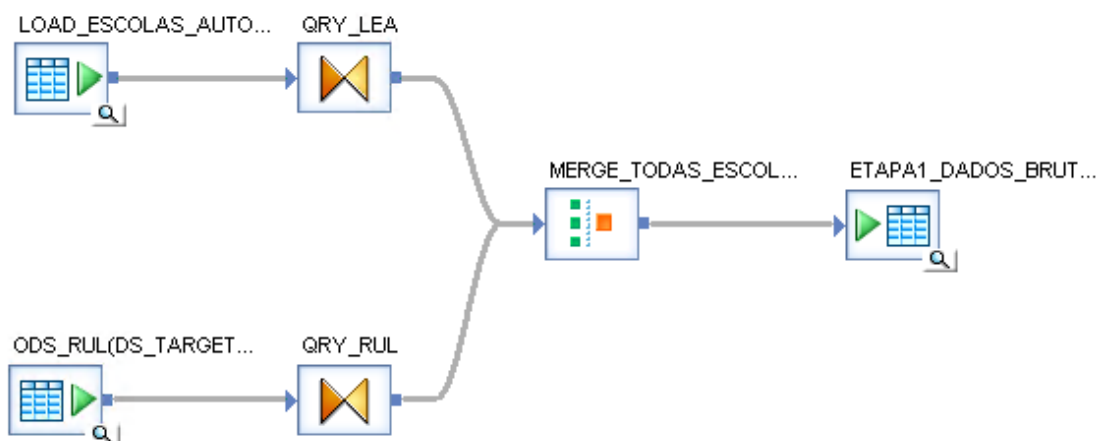 LOAD_ESCOLAS_AUTO...
QRY_LEA
MERGE_TODAS_ESCOL...
ETAPA1_DADOS_BRUT...
ODS_RUL(DS_TARGET...
QRY_RUL